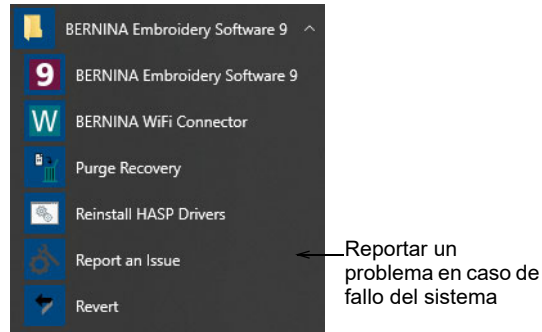 BERNINA Embroidery Software 9
9 BERNINA Embroidery Software 9
W BERNINA WiFi Connector
Purge Recovery
Reinstall HASP Drivers
Report an Issue
Reportar un
problema en caso de
fallo del sistema
Revert